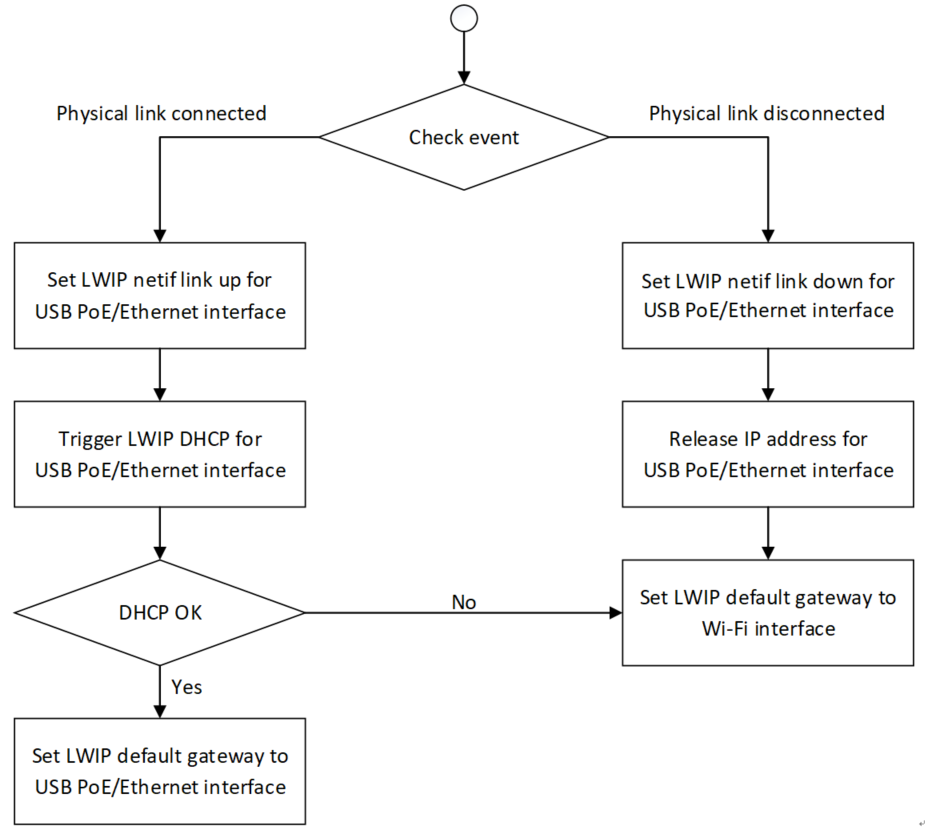 Physical link connected
Physical link disconnected
Check event
Set LWIP netif link up for
USB PoE/Ethernet interface
Set LWIP netif link down for
USB PoE/Ethernet interface
Trigger LWIP DHCP for
USB PoE/Ethernet interface
Release IP address for
USB PoE/Ethernet interface
DHCP OK
No
Set LWIP default gateway to
Wi-Fi interface
Yes
Set LWIP default gateway to
USB PoE/Ethernet interface